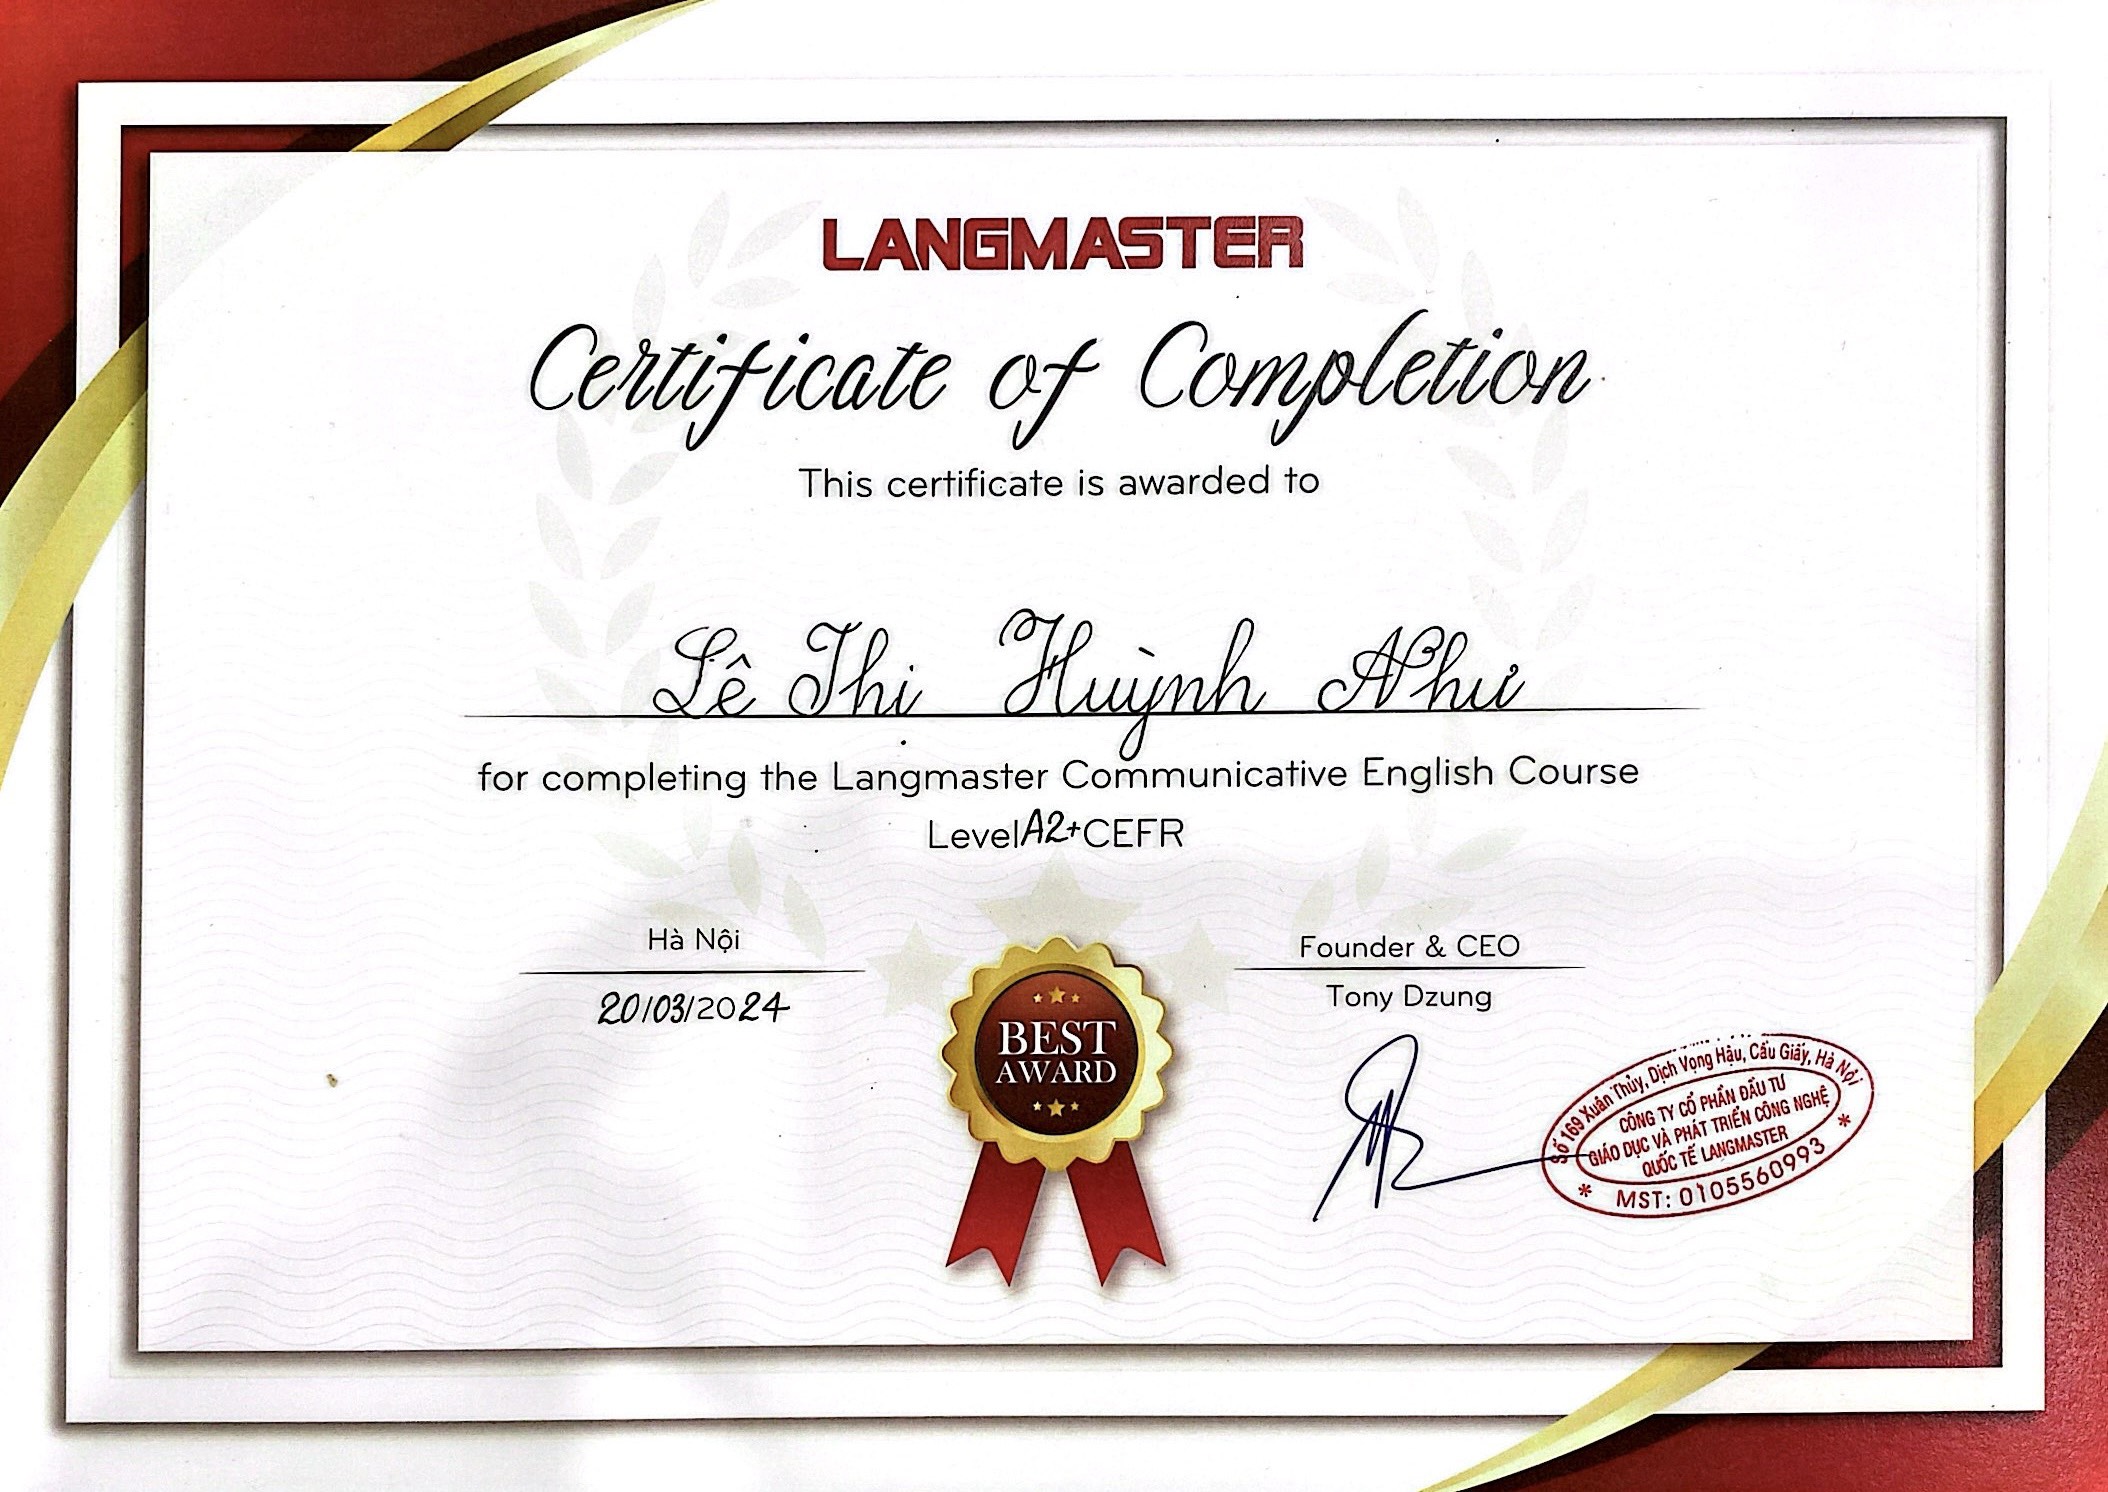 LANGMASTER
Certificate of Completion
This certificate is awarded to
Lê Thị Huỳnh Như
for completing the Langmaster Communicative English Course
Level A2+ CEFR
Hà Nội
20/03/2024
BEST
AWARD
Founder & CEO
Tony Dzung
Số 169 Xuân Thủy, Dịch Vọng Hậu, Cầu Giấy, Hà Nội
CÔNG TY CỔ PHẦN ĐẦU TƯ
GIÁO DỤC VÀ PHÁT TRIỂN CÔNG NGHỆ
QUỐC TẾ LANGMASTER
* MST: 0105560993 *